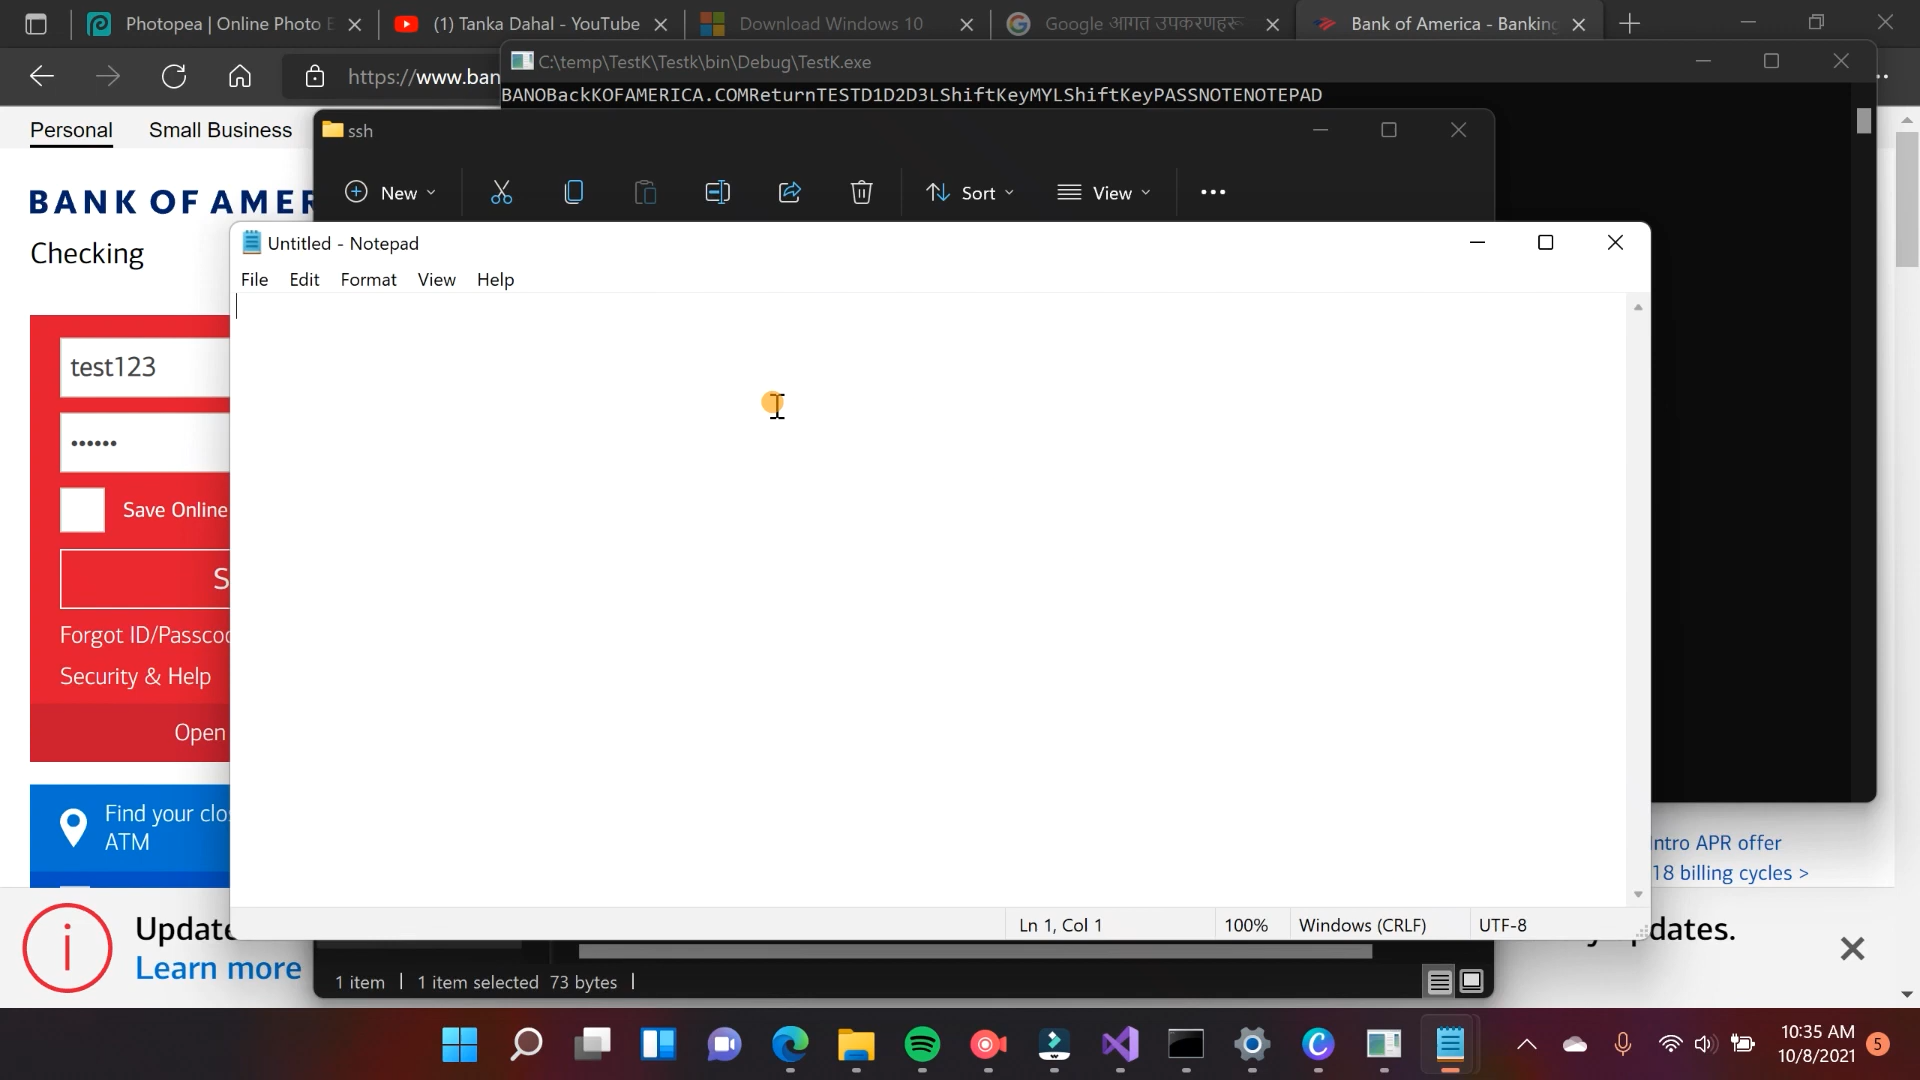 Photopea | Online Photo E
(1) Tanka Dahal - YouTube
Download Windows 10
Google आगत उपकरणहरू
Bank of America - Banking
https://www.ban
C:\temp\TestK\Testk\bin\Debug\TestK.exe
BANOBackKOFAMERICA.COMReturnTESTD1D2D3LShiftKeyMYLShiftKeyPASSNOTENOTEPAD
Personal
Small Business
ssh
New
Sort
View
BANK OF AMER
Checking
Untitled - Notepad
File
Edit
Format
View
Help
test123
Save Online
S
Forgot ID/Passcod
Security & Help
Open
Find your clo
ATM
Intro APR offer
18 billing cycles >
Ln 1, Col 1
100%
Windows (CRLF)
UTF-8
Update
dates.
Learn more
1 item
1 item selected
73 bytes
10:35 AM
10/8/2021
5